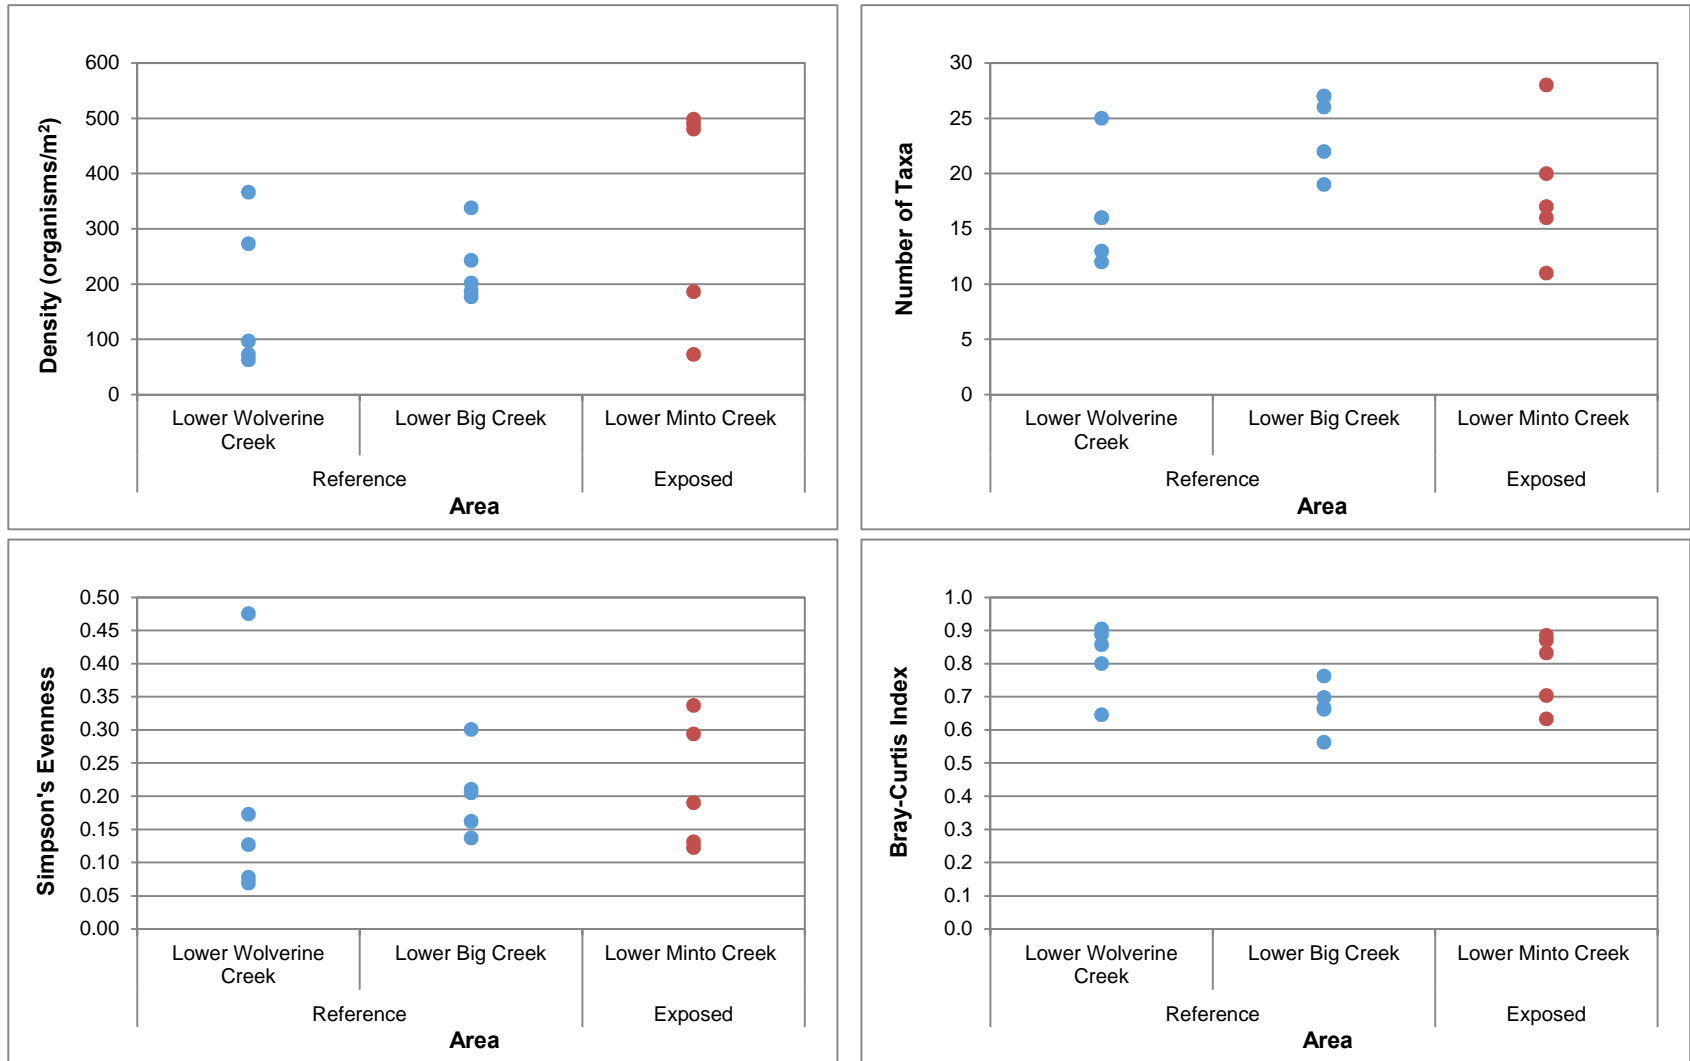 600
500
400
300
200
100
0
Density (organisms/m²)
Lower Wolverine Creek
Lower Big Creek
Lower Minto Creek
Reference
Exposed
Area
30
25
20
15
10
5
0
Number of Taxa
Lower Wolverine Creek
Lower Big Creek
Lower Minto Creek
Reference
Exposed
Area
0.50
0.45
0.40
0.35
0.30
0.25
0.20
0.15
0.10
0.05
0.00
Simpson's Evenness
Lower Wolverine Creek
Lower Big Creek
Lower Minto Creek
Reference
Exposed
Area
1.0
0.9
0.8
0.7
0.6
0.5
0.4
0.3
0.2
0.1
0.0
Bray-Curtis Index
Lower Wolverine Creek
Lower Big Creek
Lower Minto Creek
Reference
Exposed
Area